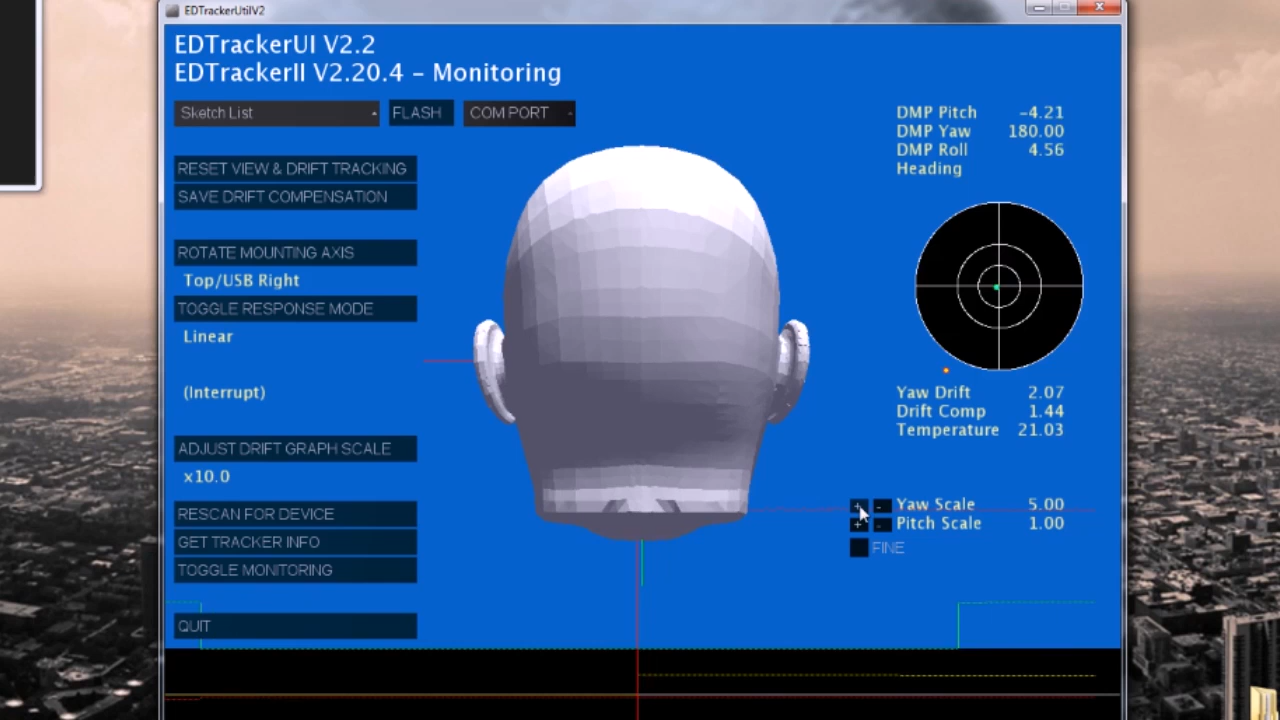 EDTrackerUtilV2
EDTrackerUI V2.2
EDTrackerII V2.20.4 - Monitoring
Sketch List FLASH COM PORT
RESET VIEW & DRIFT TRACKING
SAVE DRIFT COMPENSATION
ROTATE MOUNTING AXIS
Top/USB Right
TOGGLE RESPONSE MODE
Linear
(Interrupt)
ADJUST DRIFT GRAPH SCALE
x10.0
RESCAN FOR DEVICE
GET TRACKER INFO
TOGGLE MONITORING
QUIT
DMP Pitch -4.21
DMP Yaw 180.00
DMP Roll 4.56
Heading
Yaw Drift 2.07
Drift Comp 1.44
Temperature 21.03
+ - Yaw Scale 5.00
+ - Pitch Scale 1.00
FINE